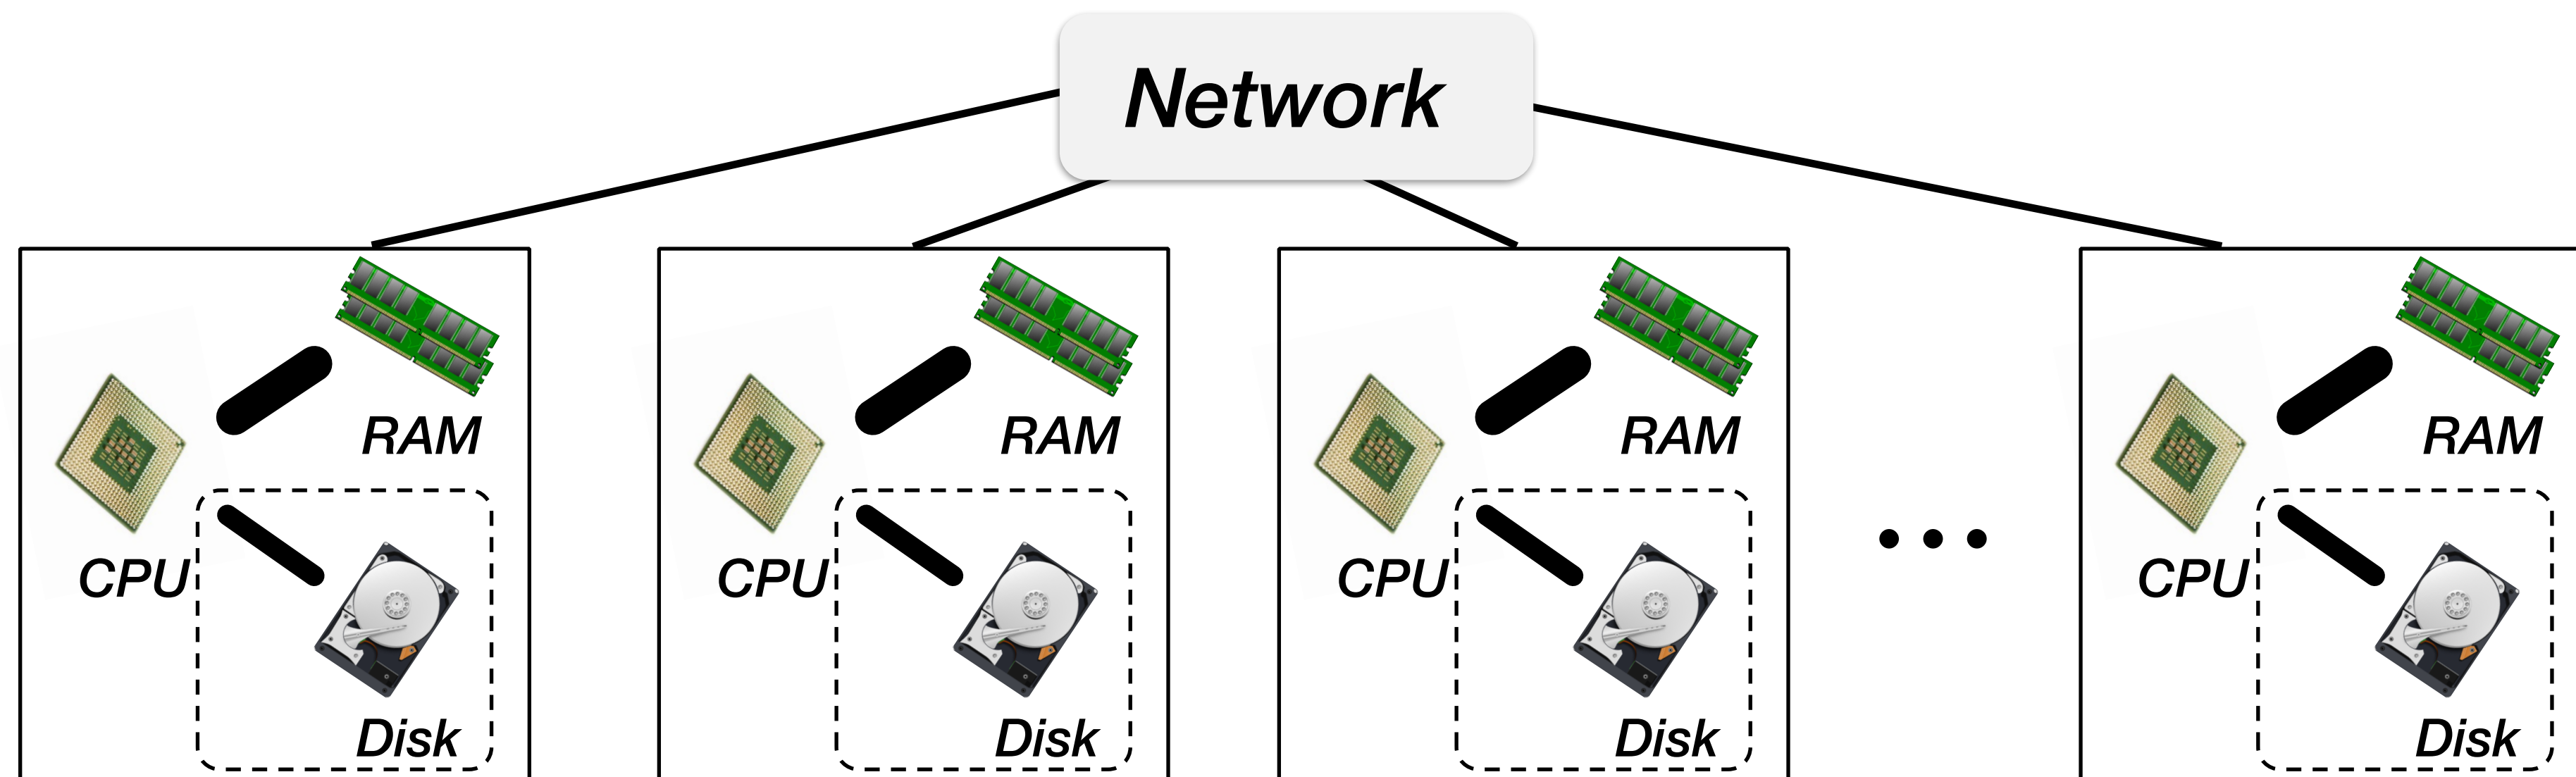 Network
RAM
CPU
Disk
RAM
CPU
Disk
RAM
CPU
Disk
...
RAM
CPU
Disk